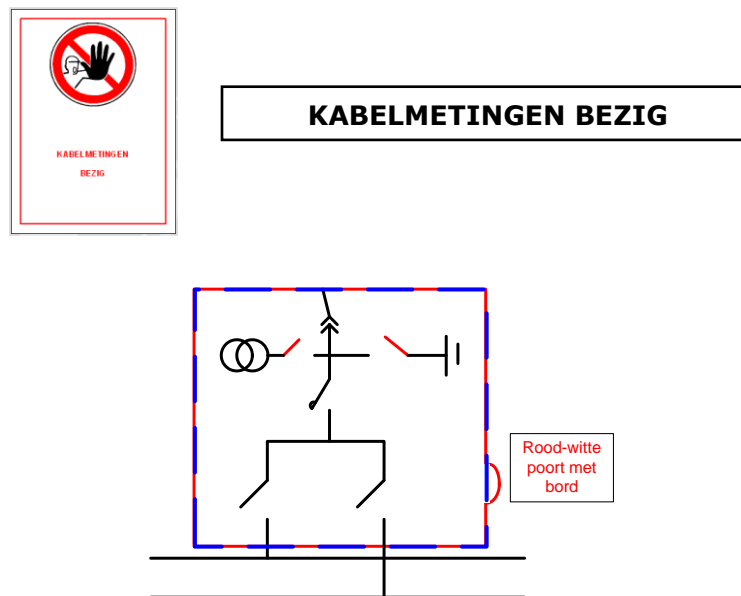 KABELMETINGEN
BEZIG
KABELMETINGEN BEZIG
Rood-witte
poort met
bord